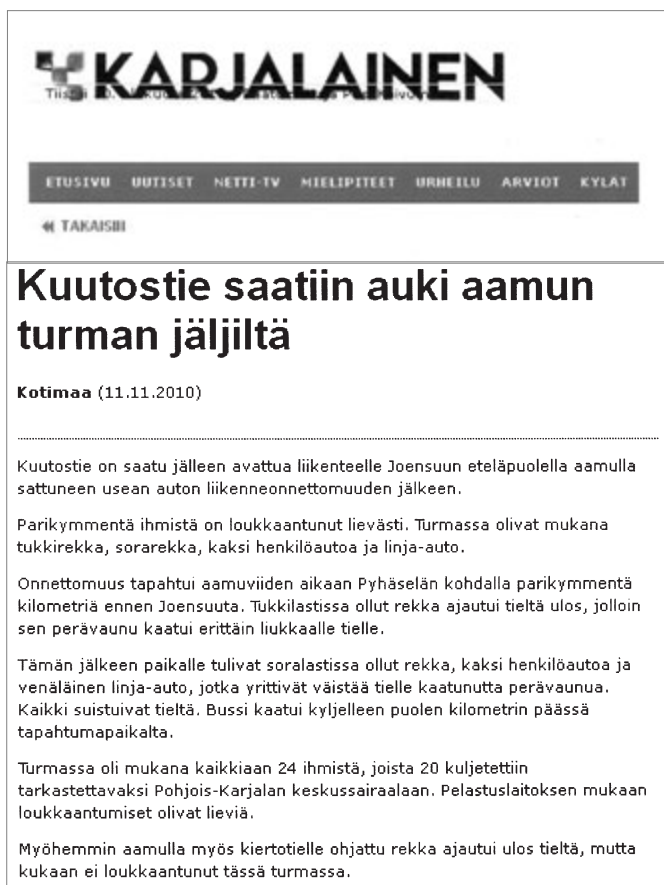 KARJALAINEN
ETUSIVU UUTISET NETTI-TV MIELIPITEET URHEILU ARVIOT KYLÄT
TAKAISIN
Kuutostie saatiin auki aamun
turman jäljiltä
Kotimaa (11.11.2010)
Kuutostie on saatu jälleen avattua liikenteelle Joensuun eteläpuolella aamulla
sattuneen usean auton liikenneonnettomuuden jälkeen.
Parikymmentä ihmistä on loukkaantunut lievästi. Turmassa olivat mukana
tukkirekka, sorarekka, kaksi henkilöautoa ja linja-auto.
Onnettomuus tapahtui aamuviiden aikaan Pyhäselän kohdalla parikymmentä
kilometriä ennen Joensuuta. Tukkilastissa ollut rekka ajautui tieltä ulos, jolloin
sen perävaunu kaatui erittäin liukkaalle tielle.
Tämän jälkeen paikalle tulivat soralastissa ollut rekka, kaksi henkilöautoa ja
venäläinen linja-auto, jotka yrittivät väistää tielle kaatunutta perävaunua.
Kaikki suistuivat tieltä. Bussi kaatui kyljelleen puolen kilometrin päässä
tapahtumapaikalta.
Turmassa oli mukana kaikkiaan 24 ihmistä, joista 20 kuljetettiin
tarkastettavaksi Pohjois-Karjalan keskussairaalaan. Pelastuslaitoksen mukaan
loukkaantumiset olivat lieviä.
Myöhemmin aamulla myös kiertotielle ohjattu rekka ajautui ulos tieltä, mutta
kukaan ei loukkaantunut tässä turmassa.